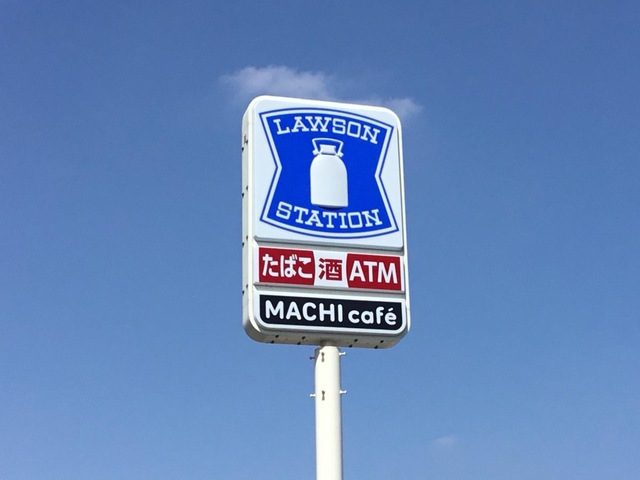 LAWSON
STATION
たばこ 酒 ATM
MACHI café